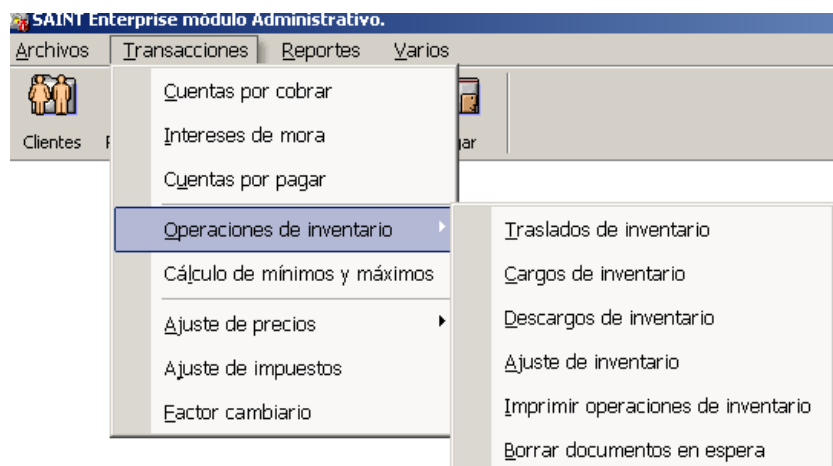 SAINT Enterprise módulo Administrativo.
Archivos Transacciones Reportes Varios
Clientes
Cuentas por cobrar
Intereses de mora
Cuentas por pagar
Operaciones de inventario
Cálculo de mínimos y máximos
Ajuste de precios
Ajuste de impuestos
Factor cambiario
Traslados de inventario
Cargos de inventario
Descargos de inventario
Ajuste de inventario
Imprimir operaciones de inventario
Borrar documentos en espera